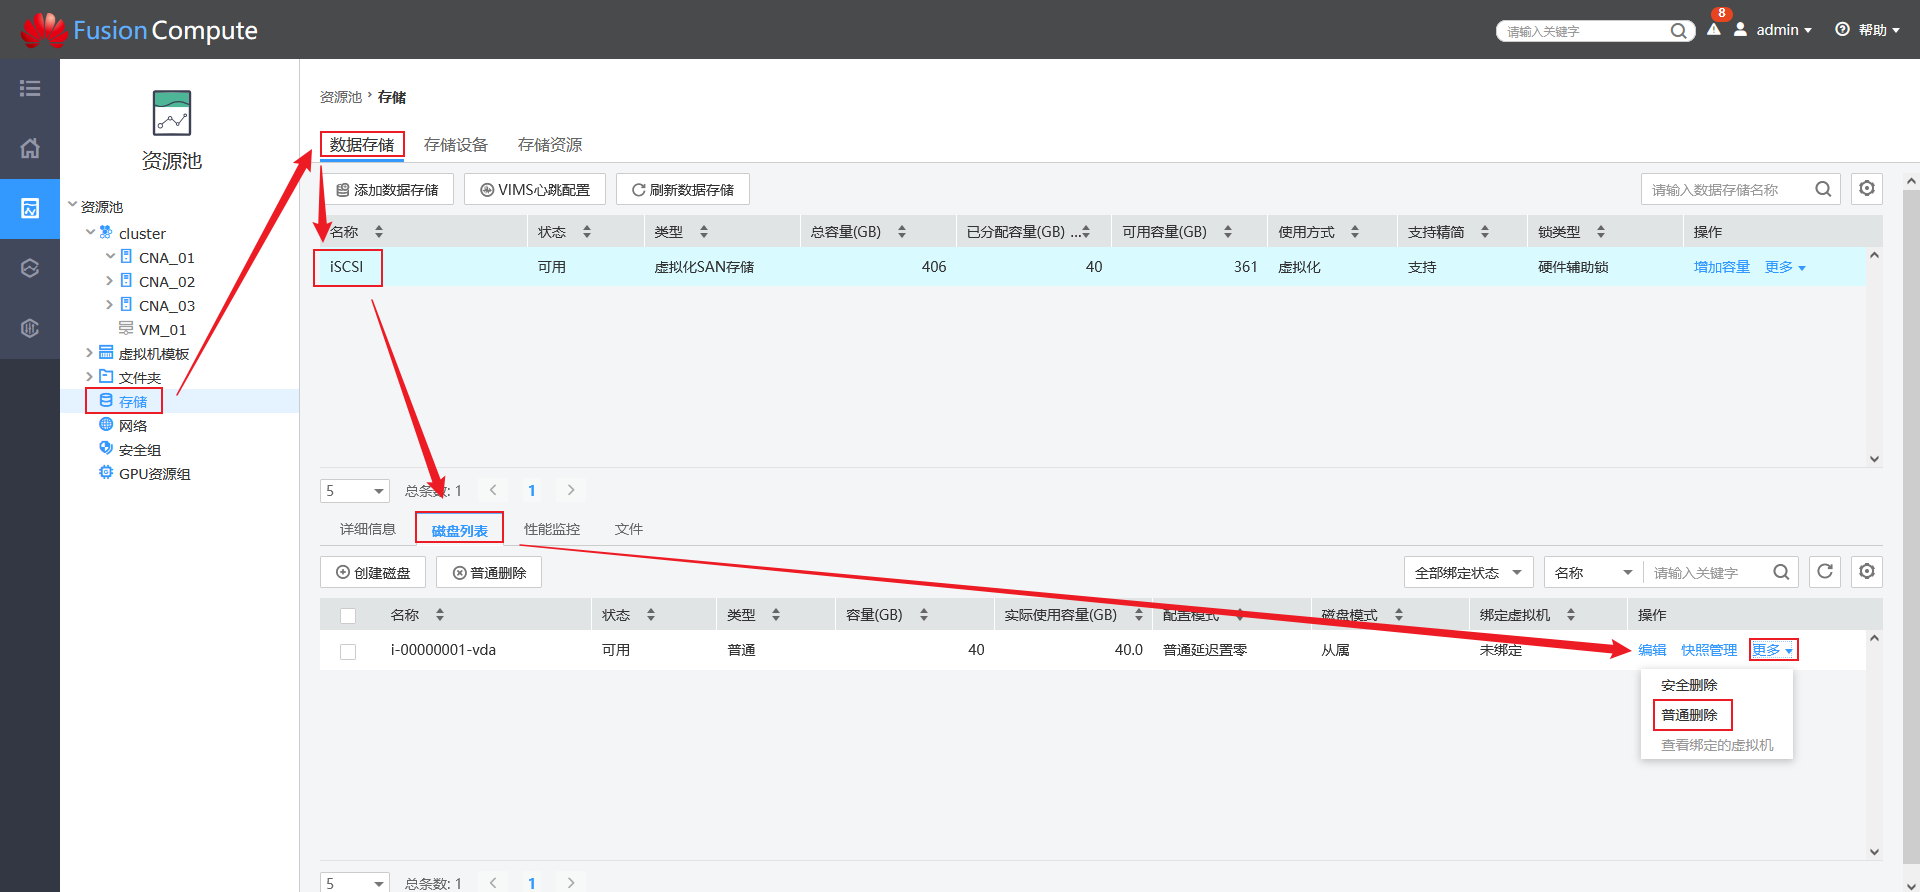 FusionCompute
请输入关键字
8
admin
帮助
资源池
资源池
cluster
CNA_01
CNA_02
CNA_03
VM_01
虚拟机模板
文件夹
存储
网络
安全组
GPU资源组
资源池 › 存储
数据存储 存储设备 存储资源
添加数据存储 VIMS心跳配置 刷新数据存储 请输入数据存储名称
名称 状态 类型 总容量(GB) 已分配容量(GB) ... 可用容量(GB) 使用方式 支持精简 锁类型 操作
iSCSI 可用 虚拟化SAN存储 406 40 361 虚拟化 支持 硬件辅助锁 增加容量 更多
5 总条数: 1 1
详细信息 磁盘列表 性能监控 文件
创建磁盘 普通删除 全部绑定状态 名称 请输入关键字
名称 状态 类型 容量(GB) 实际使用容量(GB) 配置模式 磁盘模式 绑定虚拟机 操作
i-00000001-vda 可用 普通 40 40.0 普通延迟置零 从属 未绑定 编辑 快照管理 更多
安全删除
普通删除
查看绑定的虚拟机
5 总条数: 1 1